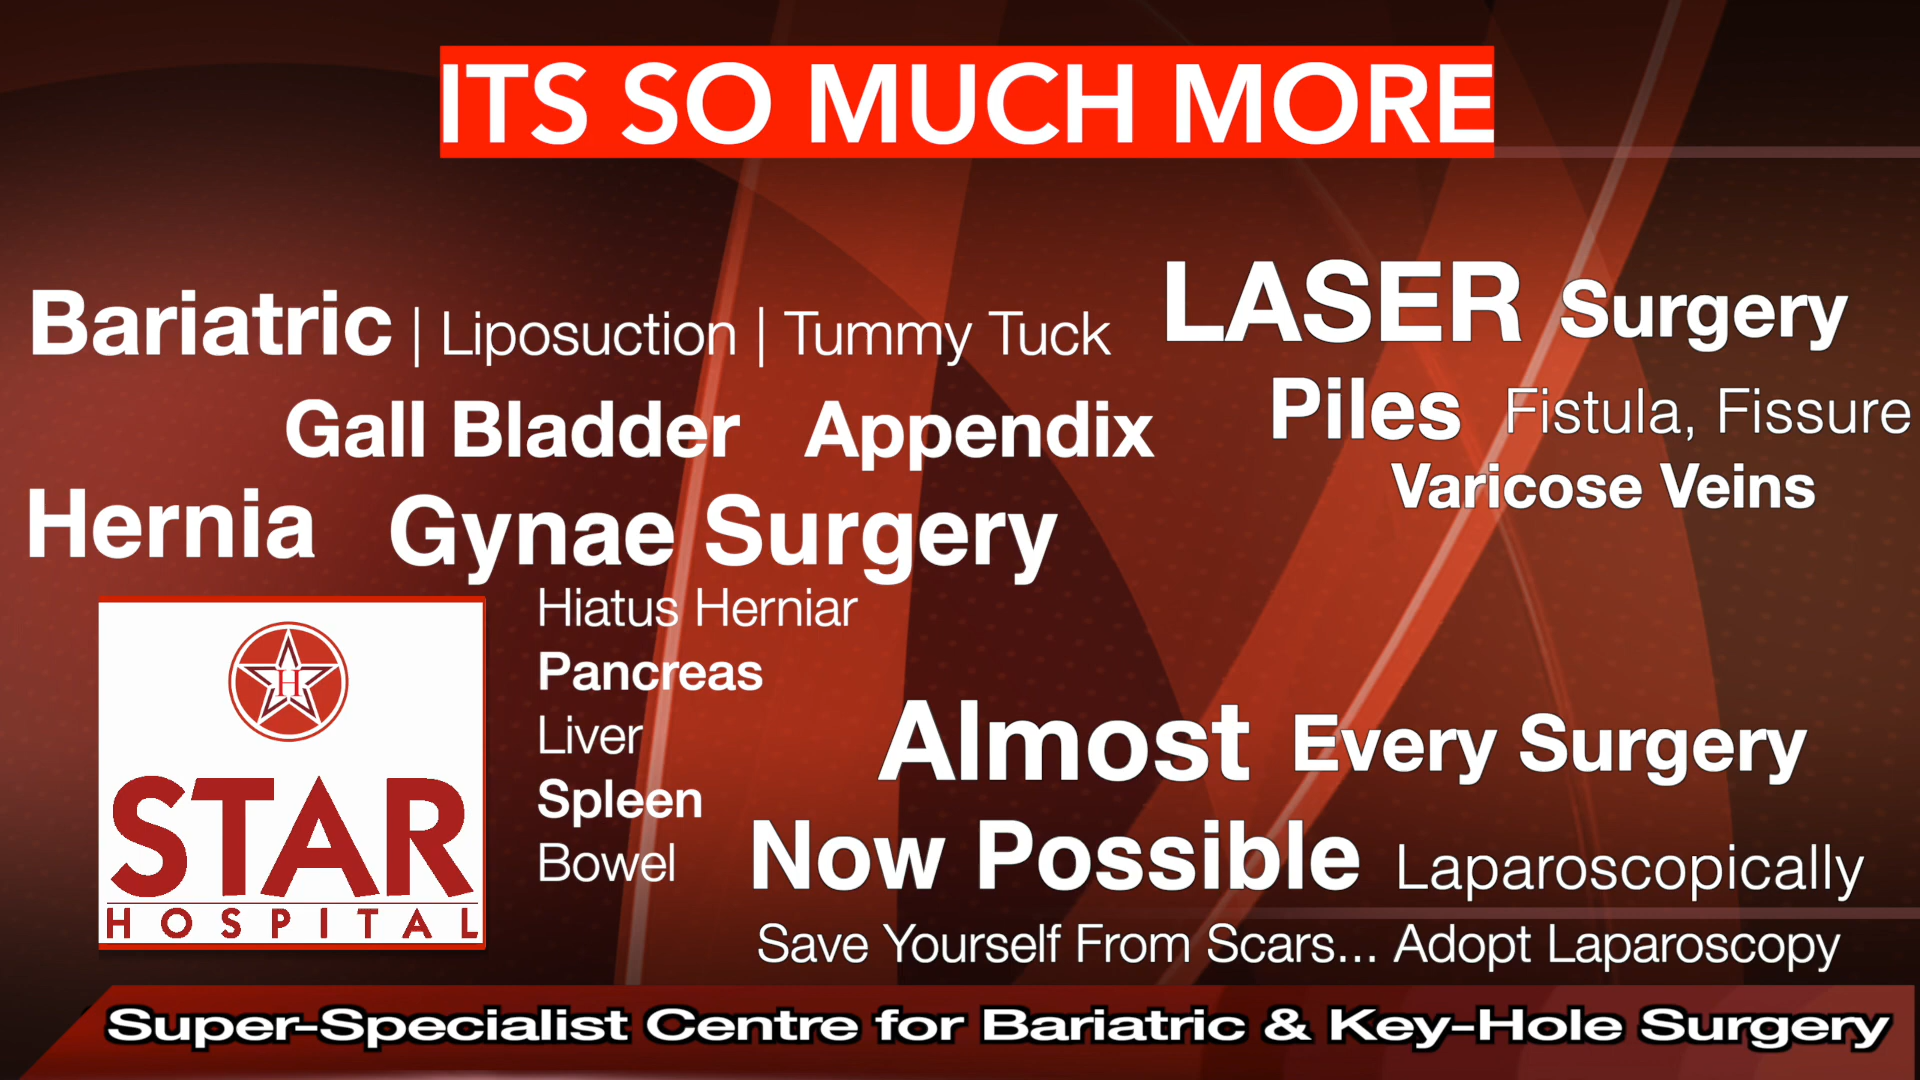 ITS SO MUCH MORE
Bariatric | Liposuction | Tummy Tuck
Gall Bladder Appendix
Hernia Gynae Surgery
Hiatus Herniar
Pancreas
Liver
Spleen
Bowel
LASER Surgery
Piles Fistula, Fissure
Varicose Veins
Almost Every Surgery
Now Possible Laparoscopically
Save Yourself From Scars... Adopt Laparoscopy
H
STAR
HOSPITAL
Super-Specialist Centre for Bariatric & Key-Hole Surgery